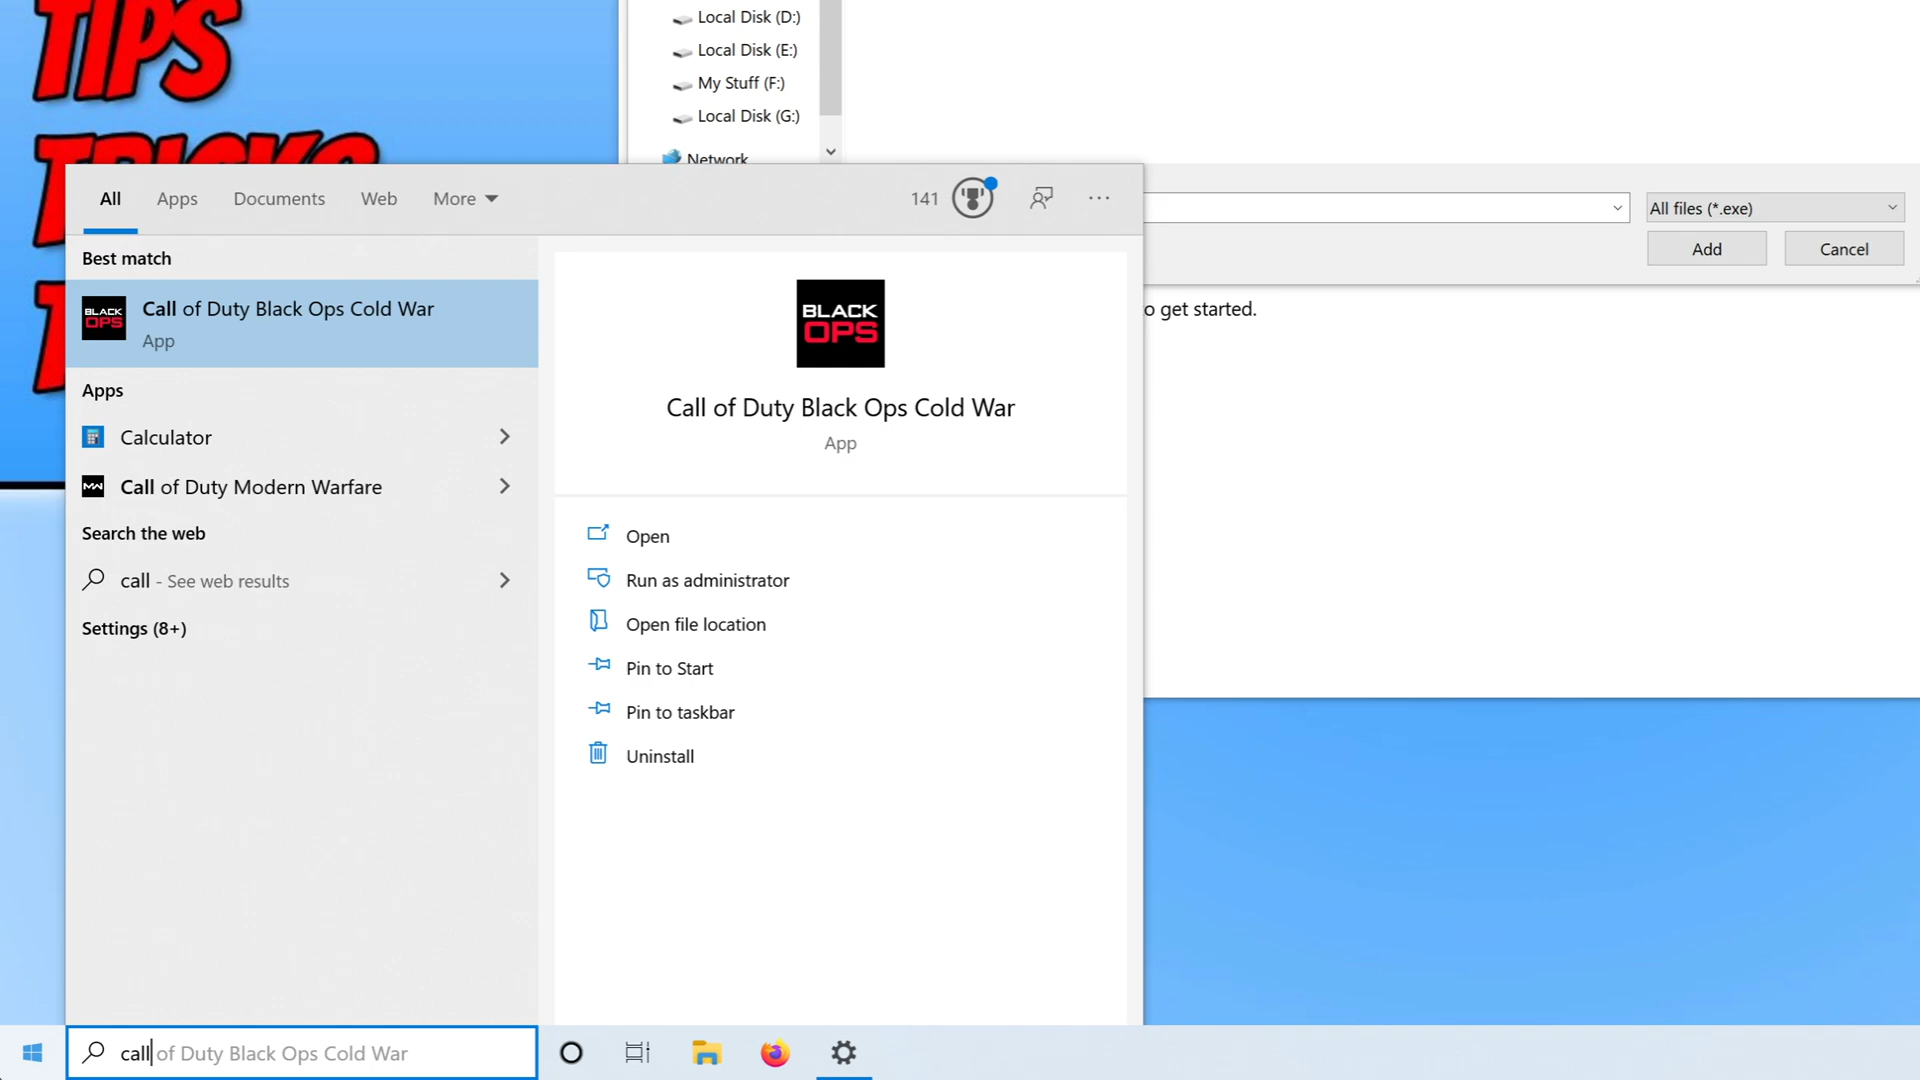 TIPS
TRICKS
T
Local Disk (D:)
Local Disk (E:)
My Stuff (F:)
Local Disk (G:)
Network
All Apps Documents Web More 141 ...
All files (*.exe)
Add Cancel
Best match
Call of Duty Black Ops Cold War
App
BLACK
OPS
BLACK
OPS
Call of Duty Black Ops Cold War
App
o get started.
Apps
Calculator
MW Call of Duty Modern Warfare
Search the web
call - See web results
Settings (8+)
Open
Run as administrator
Open file location
Pin to Start
Pin to taskbar
Uninstall
call of Duty Black Ops Cold War